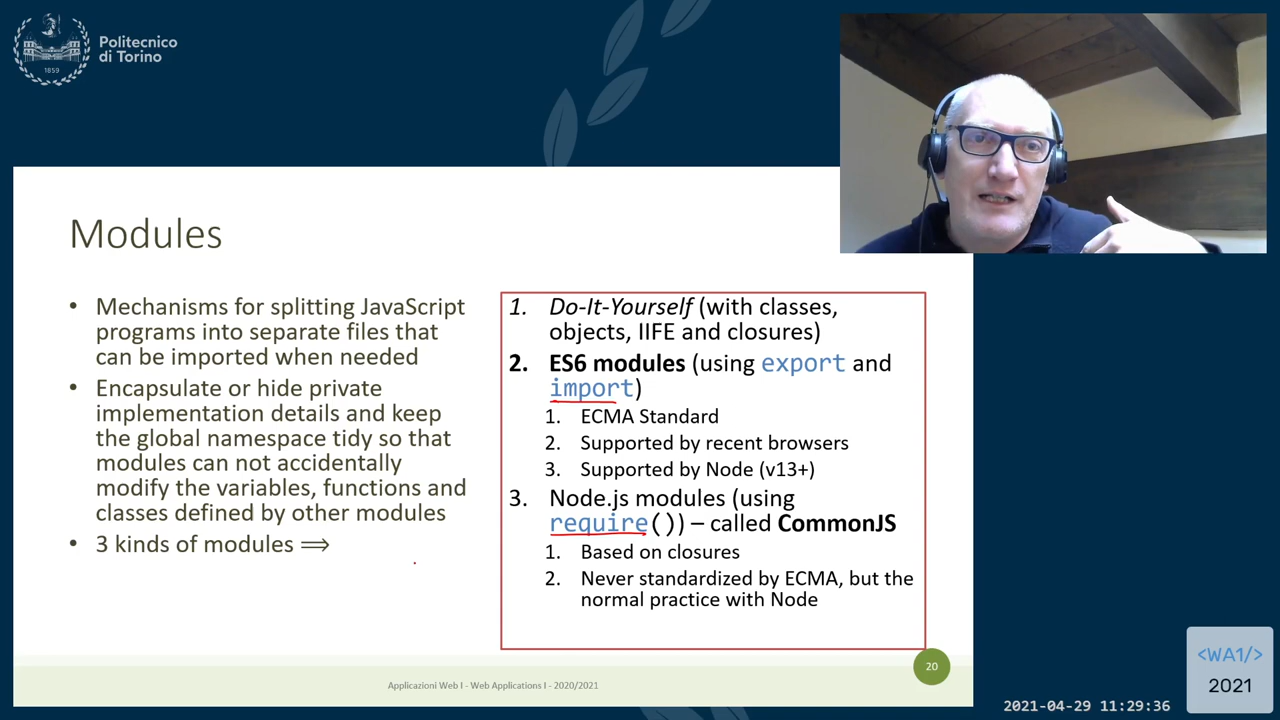 Politecnico
di Torino
1859
Modules
• Mechanisms for splitting JavaScript
programs into separate files that
can be imported when needed
• Encapsulate or hide private
implementation details and keep
the global namespace tidy so that
modules can not accidentally
modify the variables, functions and
classes defined by other modules
• 3 kinds of modules ⟹
1. Do-It-Yourself (with classes,
objects, IIFE and closures)
2. ES6 modules (using export and
import)
1. ECMA Standard
2. Supported by recent browsers
3. Supported by Node (v13+)
3. Node.js modules (using
require()) – called CommonJS
1. Based on closures
2. Never standardized by ECMA, but the
normal practice with Node
Applicazioni Web I - Web Applications I - 2020/2021
20
<WA1/>
2021
2021-04-29 11:29:36